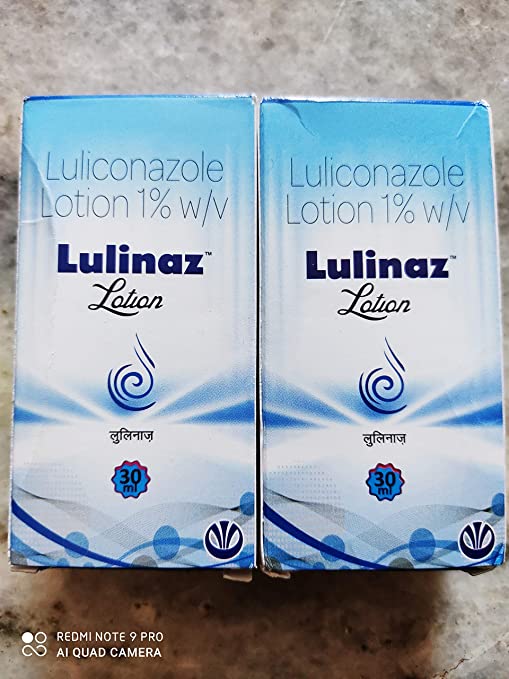 Luliconazole
Lotion 1% w/v
Lulinaz™
Lotion
लुलिनाज़
30
ml
Luliconazole
Lotion 1% w/v
Lulinaz™
Lotion
लुलिनाज़
30
ml
REDMI NOTE 9 PRO
AI QUAD CAMERA